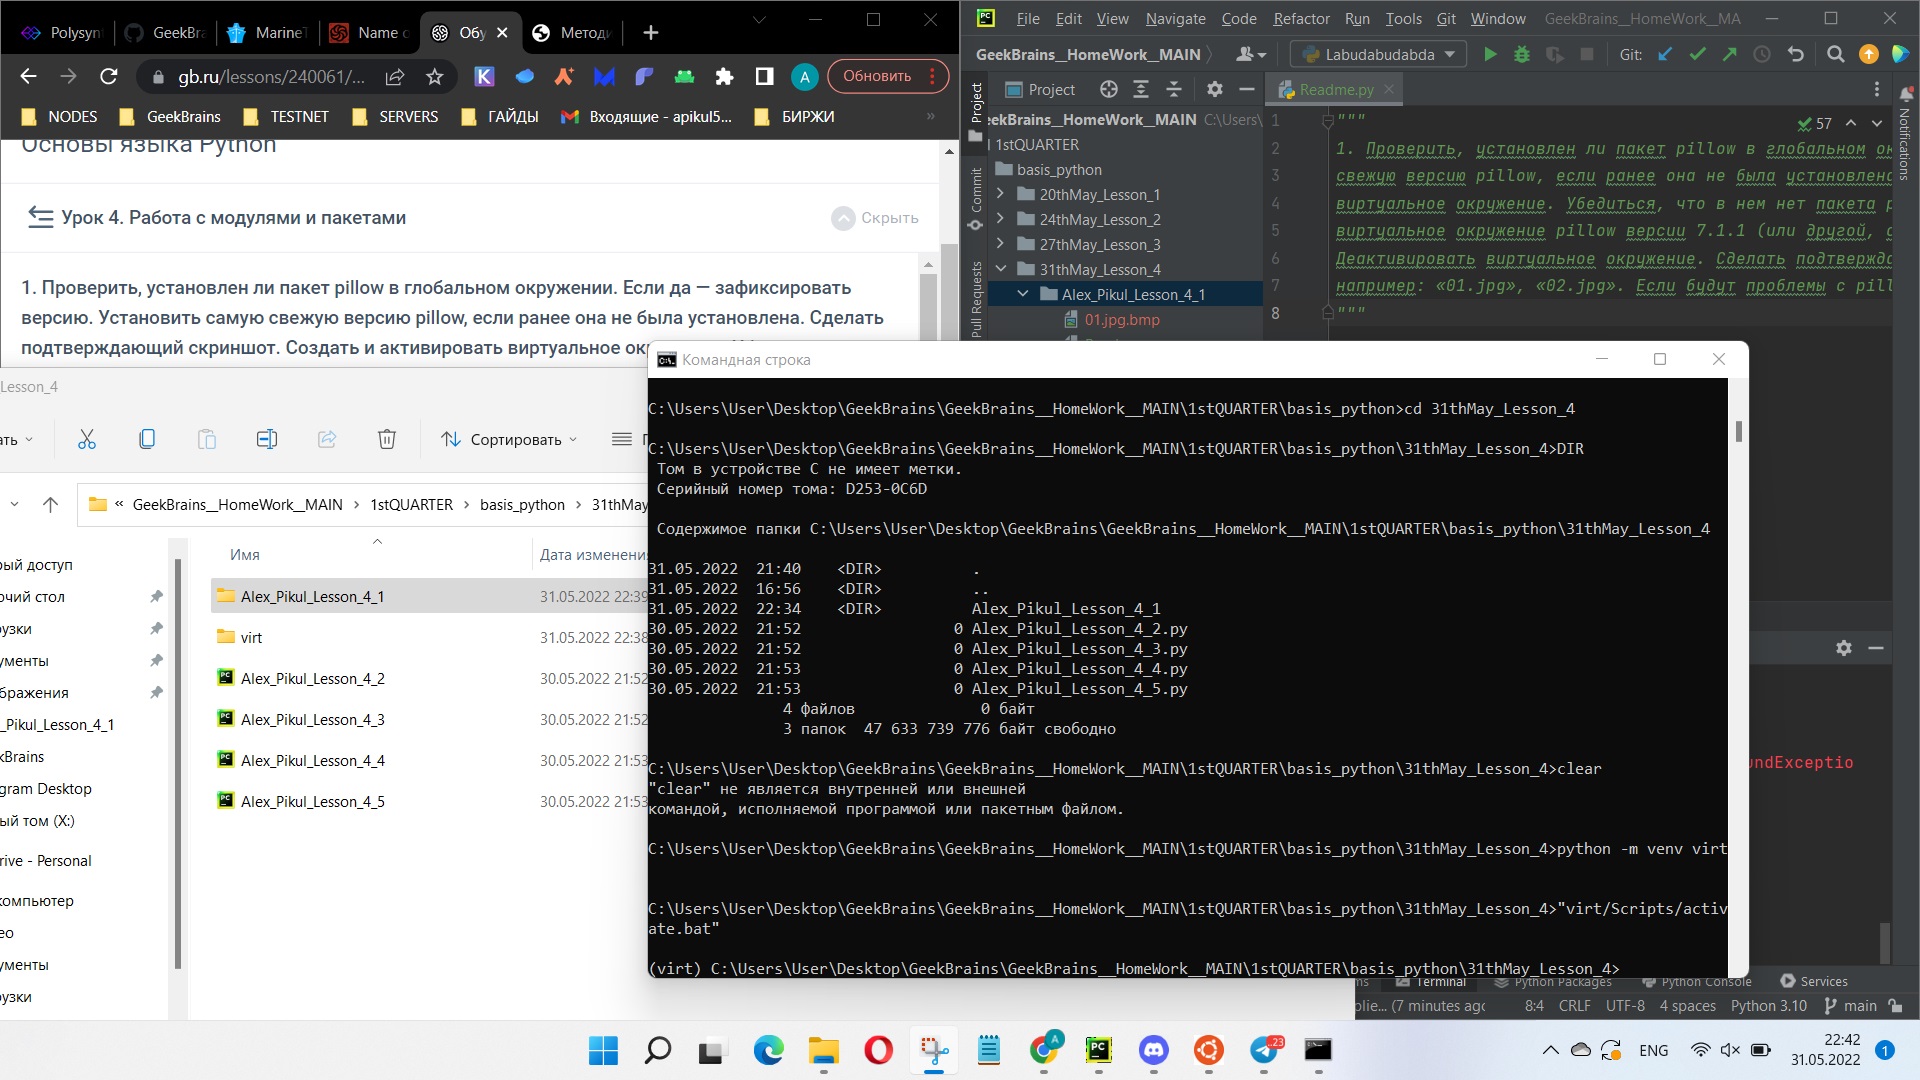 Polysyn
GeekBra
MarineT
Name o
Обу
Методи
gb.ru/lessons/240061/...
A
Обновить
NODES
GeekBrains
TESTNET
SERVERS
ГАЙДЫ
Входящие - apikul5...
БИРЖИ
»
Основы языка Python
Урок 4. Работа с модулями и пакетами
Скрыть
1. Проверить, установлен ли пакет pillow в глобальном окружении. Если да — зафиксировать
версию. Установить самую свежую версию pillow, если ранее она не была установлена. Сделать
подтверждающий скриншот. Создать и активировать виртуальное ок
File Edit View Navigate Code Refactor Run Tools Git Window GeekBrains__HomeWork__MA
GeekBrains__HomeWork__MAIN
Labudabudabda
Git:
Project
Readme.py
Project
Commit
Pull Requests
Notifications
eekBrains__HomeWork__MAIN C:\Users\
1stQUARTER
basis_python
20thMay_Lesson_1
24thMay_Lesson_2
27thMay_Lesson_3
31thMay_Lesson_4
Alex_Pikul_Lesson_4_1
01.jpg.bmp
57
1 """
2 1. Проверить, установлен ли пакет pillow в глобальном ок
3 свежую версию pillow, если ранее она не была установлена
4 виртуальное окружение. Убедиться, что в нем нет пакета p
5 виртуальное окружение pillow версии 7.1.1 (или другой, о
6 Деактивировать виртуальное окружение. Сделать подтвержда
7 например: «01.jpg», «02.jpg». Если будут проблемы с pill
8 """
Lesson_4
ать
Сортировать
« GeekBrains__HomeWork__MAIN › 1stQUARTER › basis_python › 31thMay
Имя
Дата изменени
рый доступ
очий стол
рузки
ументы
бражения
_Pikul_Lesson_4_1
kBrains
gram Desktop
ый том (X:)
rive - Personal
компьютер
ео
ументы
рузки
Alex_Pikul_Lesson_4_1 31.05.2022 22:39
virt 31.05.2022 22:38
Alex_Pikul_Lesson_4_2 30.05.2022 21:52
Alex_Pikul_Lesson_4_3 30.05.2022 21:52
Alex_Pikul_Lesson_4_4 30.05.2022 21:53
Alex_Pikul_Lesson_4_5 30.05.2022 21:53
Командная строка
C:\Users\User\Desktop\GeekBrains\GeekBrains__HomeWork__MAIN\1stQUARTER\basis_python>cd 31thMay_Lesson_4
C:\Users\User\Desktop\GeekBrains\GeekBrains__HomeWork__MAIN\1stQUARTER\basis_python\31thMay_Lesson_4>DIR
Том в устройстве C не имеет метки.
Серийный номер тома: D253-0C6D
Содержимое папки C:\Users\User\Desktop\GeekBrains\GeekBrains__HomeWork__MAIN\1stQUARTER\basis_python\31thMay_Lesson_4
31.05.2022 21:40 <DIR> .
31.05.2022 16:56 <DIR> ..
31.05.2022 22:34 <DIR> Alex_Pikul_Lesson_4_1
30.05.2022 21:52 0 Alex_Pikul_Lesson_4_2.py
30.05.2022 21:52 0 Alex_Pikul_Lesson_4_3.py
30.05.2022 21:53 0 Alex_Pikul_Lesson_4_4.py
30.05.2022 21:53 0 Alex_Pikul_Lesson_4_5.py
4 файлов 0 байт
3 папок 47 633 739 776 байт свободно
C:\Users\User\Desktop\GeekBrains\GeekBrains__HomeWork__MAIN\1stQUARTER\basis_python\31thMay_Lesson_4>clear
"clear" не является внутренней или внешней
командой, исполняемой программой или пакетным файлом.
C:\Users\User\Desktop\GeekBrains\GeekBrains__HomeWork__MAIN\1stQUARTER\basis_python\31thMay_Lesson_4>python -m venv virt
C:\Users\User\Desktop\GeekBrains\GeekBrains__HomeWork__MAIN\1stQUARTER\basis_python\31thMay_Lesson_4>"virt/Scripts/activ
ate.bat"
(virt) C:\Users\User\Desktop\GeekBrains\GeekBrains__HomeWork__MAIN\1stQUARTER\basis_python\31thMay_Lesson_4>
undExceptio
ms Terminal Python Packages Python Console Services
plie... (7 minutes ago 8:4 CRLF UTF-8 4 spaces Python 3.10 main
A
23
ENG
22:42
31.05.2022
1